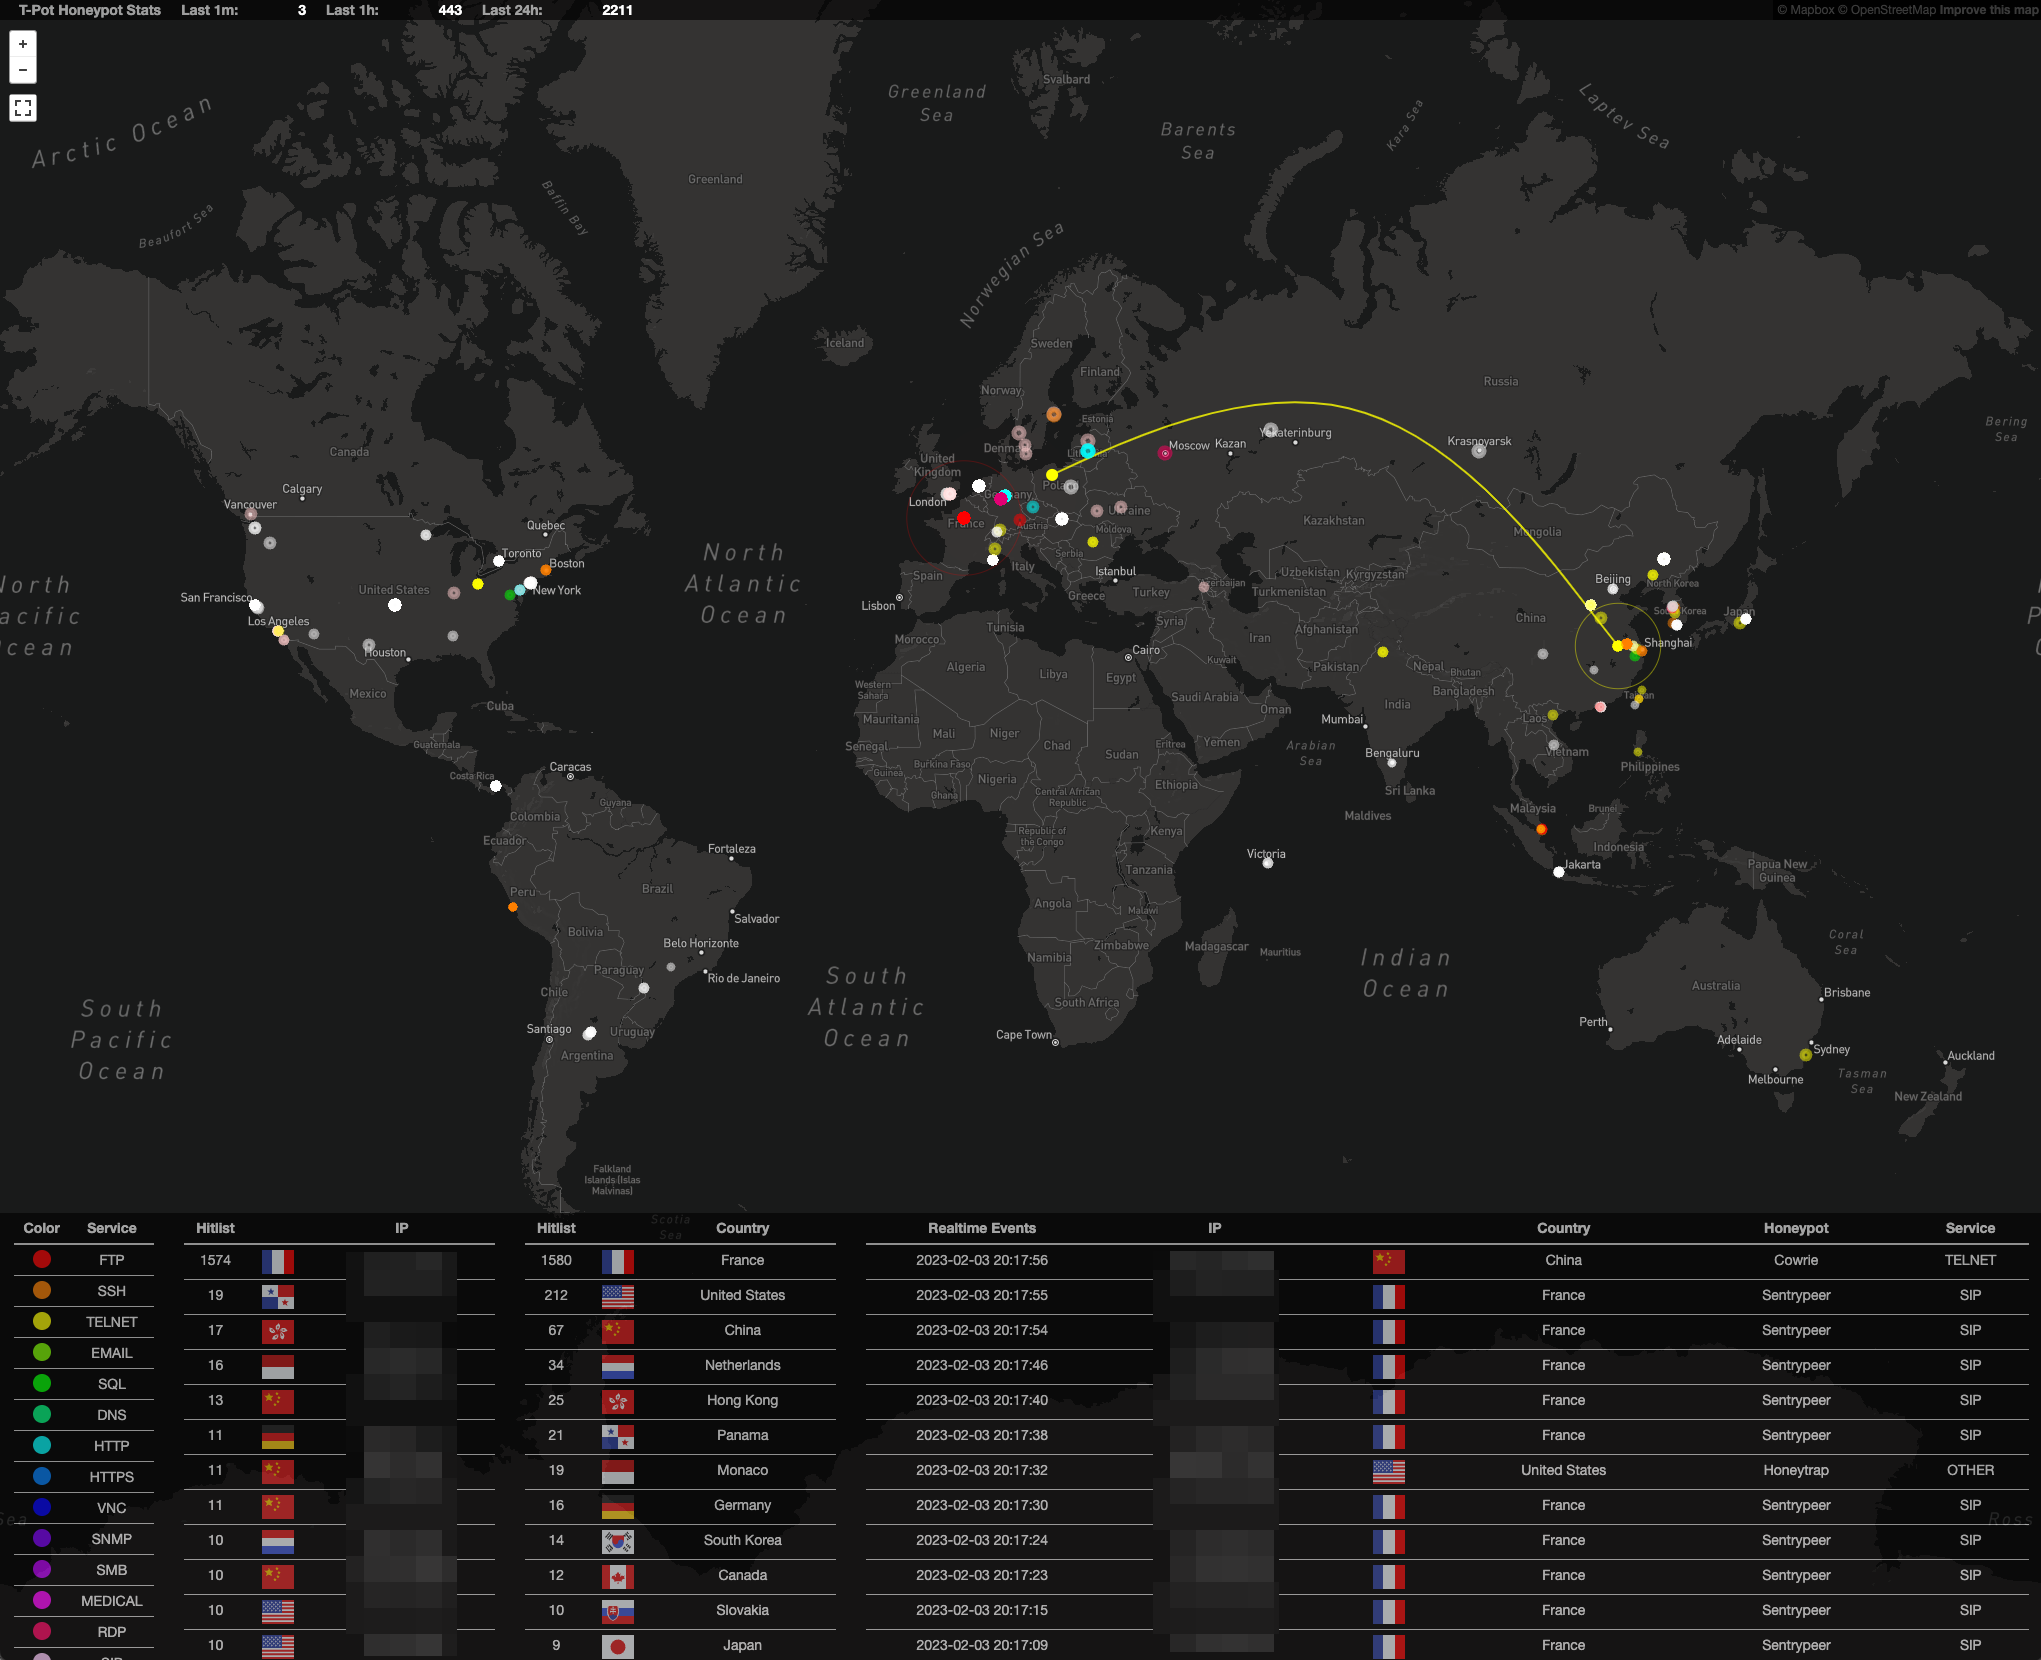 T-Pot Honeypot Stats Last 1m: 3 Last 1h: 443 Last 24h: 2211
© Mapbox © OpenStreetMap Improve this map
+
−
Svalbard
Greenland
Sea
Laptev Sea
Kara Sea
Arctic Ocean
Barents
Sea
Greenland
Baffin Bay
Beaufort Sea
Norwegian Sea
Iceland
Sweden
Finland
Russia
Norway
Estonia
Bering
Sea
Canada
United
Kingdom
Moscow
Kazan
Yekaterinburg
Krasnoyarsk
Calgary
Vancouver
London
Ukraine
France
Austria
Moldova
Kazakhstan
Mongolia
Quebec
Toronto
Boston
North
Atlantic
Ocean
Serbia
Italy
Spain
Istanbul
Greece
Turkey
Uzbekistan
Kyrgyzstan
Turkmenistan
Beijing
North Korea
United States
New York
San Francisco
Los Angeles
Lisbon
Tunisia
Morocco
Syria
Iran
Afghanistan
China
Japan
Shanghai
Houston
Mexico
Cuba
Algeria
Libya
Cairo
Egypt
Kuwait
Pakistan
Nepal
Bhutan
Bangladesh
Western
Sahara
Saudi Arabia
Oman
India
Mauritania
Mali
Niger
Chad
Sudan
Eritrea
Yemen
Arabian
Sea
Mumbai
Laos
Vietnam
Philippines
Guatemala
Costa Rica
Caracas
Senegal
Guinea
Burkina Faso
Ghana
Nigeria
Central African
Republic
Ethiopia
Bengaluru
Sri Lanka
Maldives
Malaysia
Brunei
Guyana
Colombia
Ecuador
Republic of
the Congo
Kenya
Tanzania
Victoria
Indonesia
Jakarta
Papua New
Guinea
Fortaleza
Peru
Brazil
Salvador
Bolivia
Belo Horizonte
Paraguay
Rio de Janeiro
Chile
Angola
Malawi
Zimbabwe
Madagascar
Mauritius
Namibia
South Africa
Cape Town
South
Atlantic
Ocean
Indian
Ocean
Coral
Sea
Australia
Brisbane
Perth
Adelaide
Sydney
Melbourne
Tasman
Sea
Auckland
New Zealand
South
Pacific
Ocean
Santiago
Uruguay
Argentina
Falkland
Islands (Islas
Malvinas)
Scotia
Sea
Color Service Hitlist IP Hitlist Country Realtime Events IP Country Honeypot Service
FTP 1574 1580 France 2023-02-03 20:17:56 China Cowrie TELNET
SSH 19 212 United States 2023-02-03 20:17:55 France Sentrypeer SIP
TELNET 17 67 China 2023-02-03 20:17:54 France Sentrypeer SIP
EMAIL 16 34 Netherlands 2023-02-03 20:17:46 France Sentrypeer SIP
SQL 13 25 Hong Kong 2023-02-03 20:17:40 France Sentrypeer SIP
DNS 11 21 Panama 2023-02-03 20:17:38 France Sentrypeer SIP
HTTP 11 19 Monaco 2023-02-03 20:17:32 United States Honeytrap OTHER
HTTPS 11 16 Germany 2023-02-03 20:17:30 France Sentrypeer SIP
VNC 10 14 South Korea 2023-02-03 20:17:24 France Sentrypeer SIP
SNMP 10 12 Canada 2023-02-03 20:17:23 France Sentrypeer SIP
SMB 10 10 Slovakia 2023-02-03 20:17:15 France Sentrypeer SIP
MEDICAL 10 9 Japan 2023-02-03 20:17:09 France Sentrypeer SIP
RDP
Ross